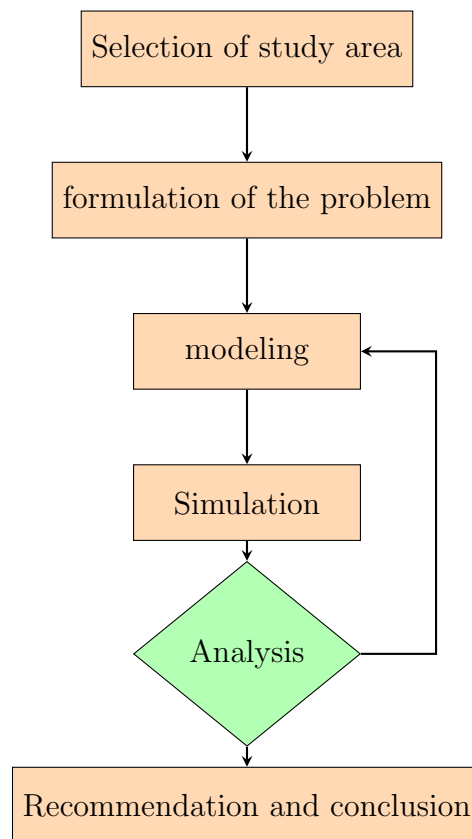 Selection of study area
formulation of the problem
modeling
Simulation
Analysis
Recommendation and conclusion